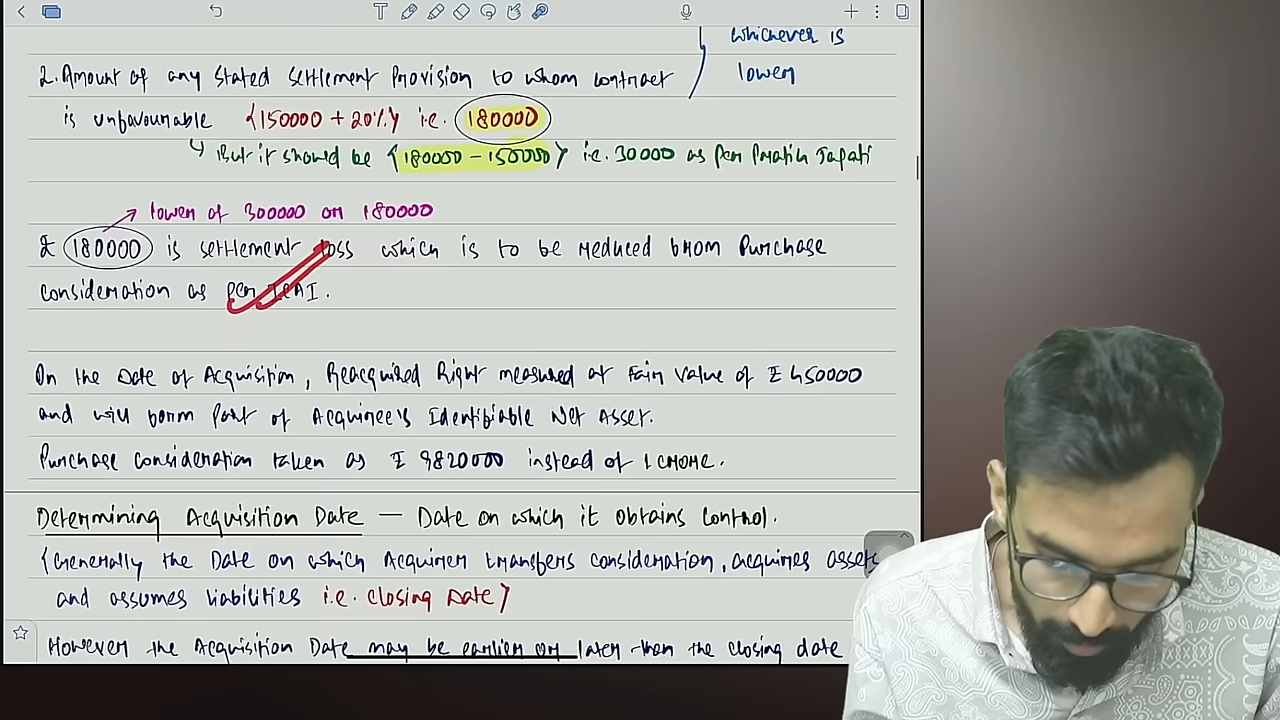 whichever is
lower
2. Amount of any stated settlement Provision to whom contract
is unfavourable {150000 + 20%} i.e. 180000
But it should be {180000 - 150000} i.e. 30000 as per Pratik Jagati
lower of 300000 or 180000
₹ 180000 is settlement loss which is to be reduced from Purchase
consideration as per ICAI.
On the Date of Acquisition, Reacquired Right measured at Fair Value of ₹ 450000
and will form Part of Acquiree's Identifiable Net Asset.
Purchase consideration taken as ₹ 9820000 instead of 1 crore.
Determining Acquisition Date — Date on which it obtains control.
{Generally the Date on which Acquirer transfers consideration, acquires assets
and assumes liabilities i.e. closing Date}
However the Acquisition Date may be earlier or later than the closing date